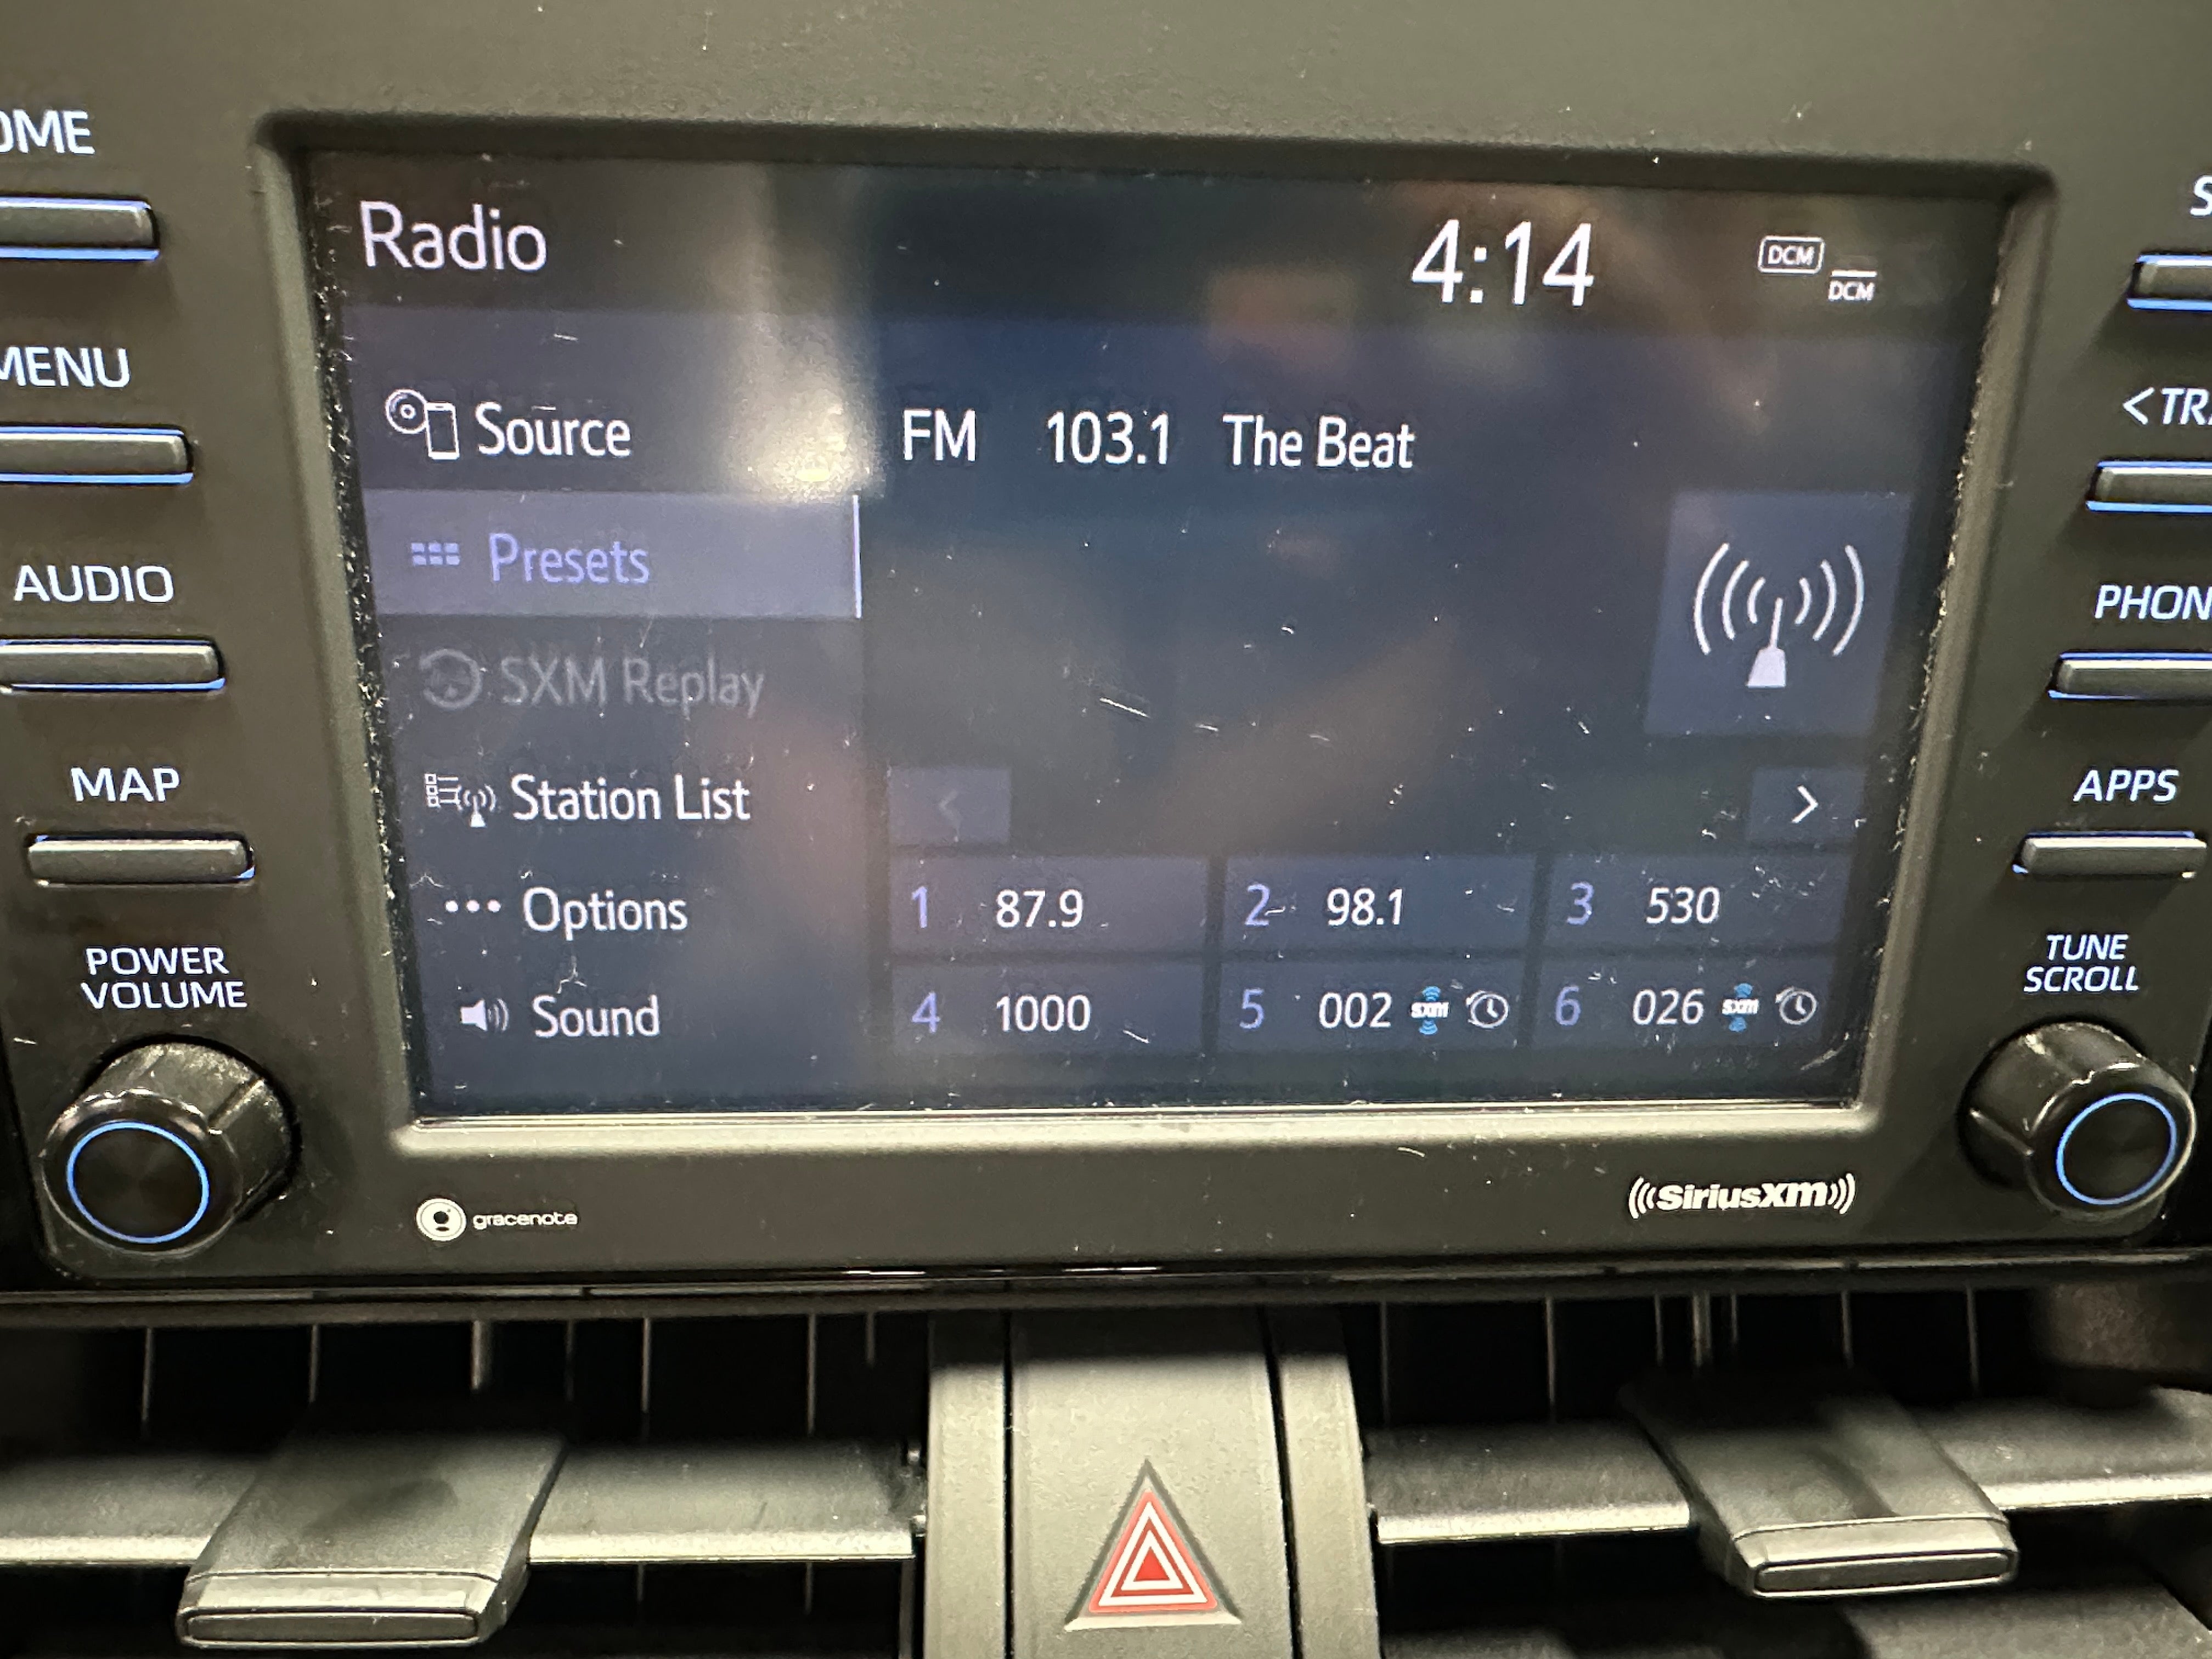 Radio
4:14
DCM
DCM
MENU
AUDIO
MAP
POWER
VOLUME
Source
Presets
SXM Replay
Station List
Options
Sound
FM 103.1 The Beat
1 87.9
2 98.1
3 530
4 1000
5 002 sxm
6 026 sxm
APPS
TUNE
SCROLL
gracenote
((SiriusXM))